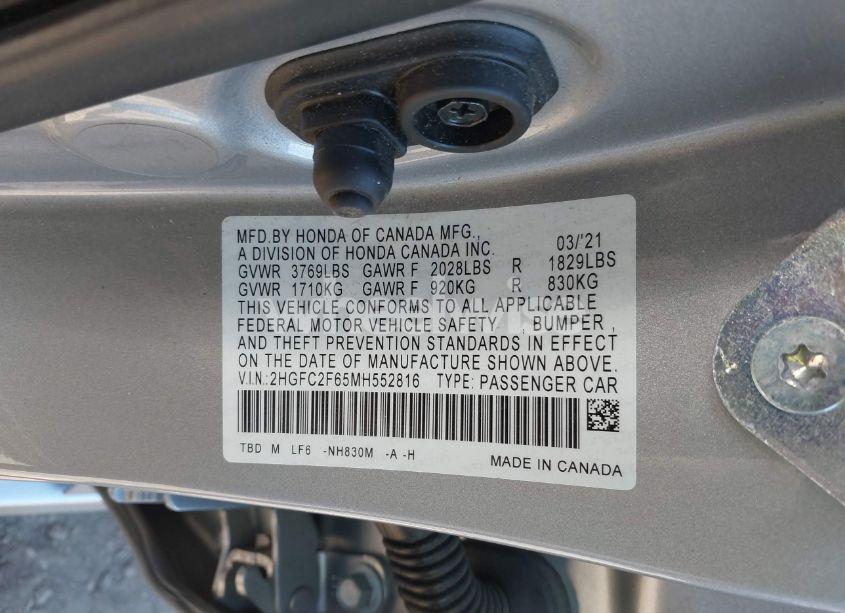 MFD.BY HONDA OF CANADA MFG., 03/'21
A DIVISION OF HONDA CANADA INC.
GVWR 3769LBS GAWR F 2028LBS R 1829LBS
GVWR 1710KG GAWR F 920KG R 830KG
THIS VEHICLE CONFORMS TO ALL APPLICABLE
FEDERAL MOTOR VEHICLE SAFETY , BUMPER ,
AND THEFT PREVENTION STANDARDS IN EFFECT
ON THE DATE OF MANUFACTURE SHOWN ABOVE.
V.I.N.: 2HGFC2F65MH552816 TYPE: PASSENGER CAR
TBD M LF6 -NH830M -A -H
MADE IN CANADA